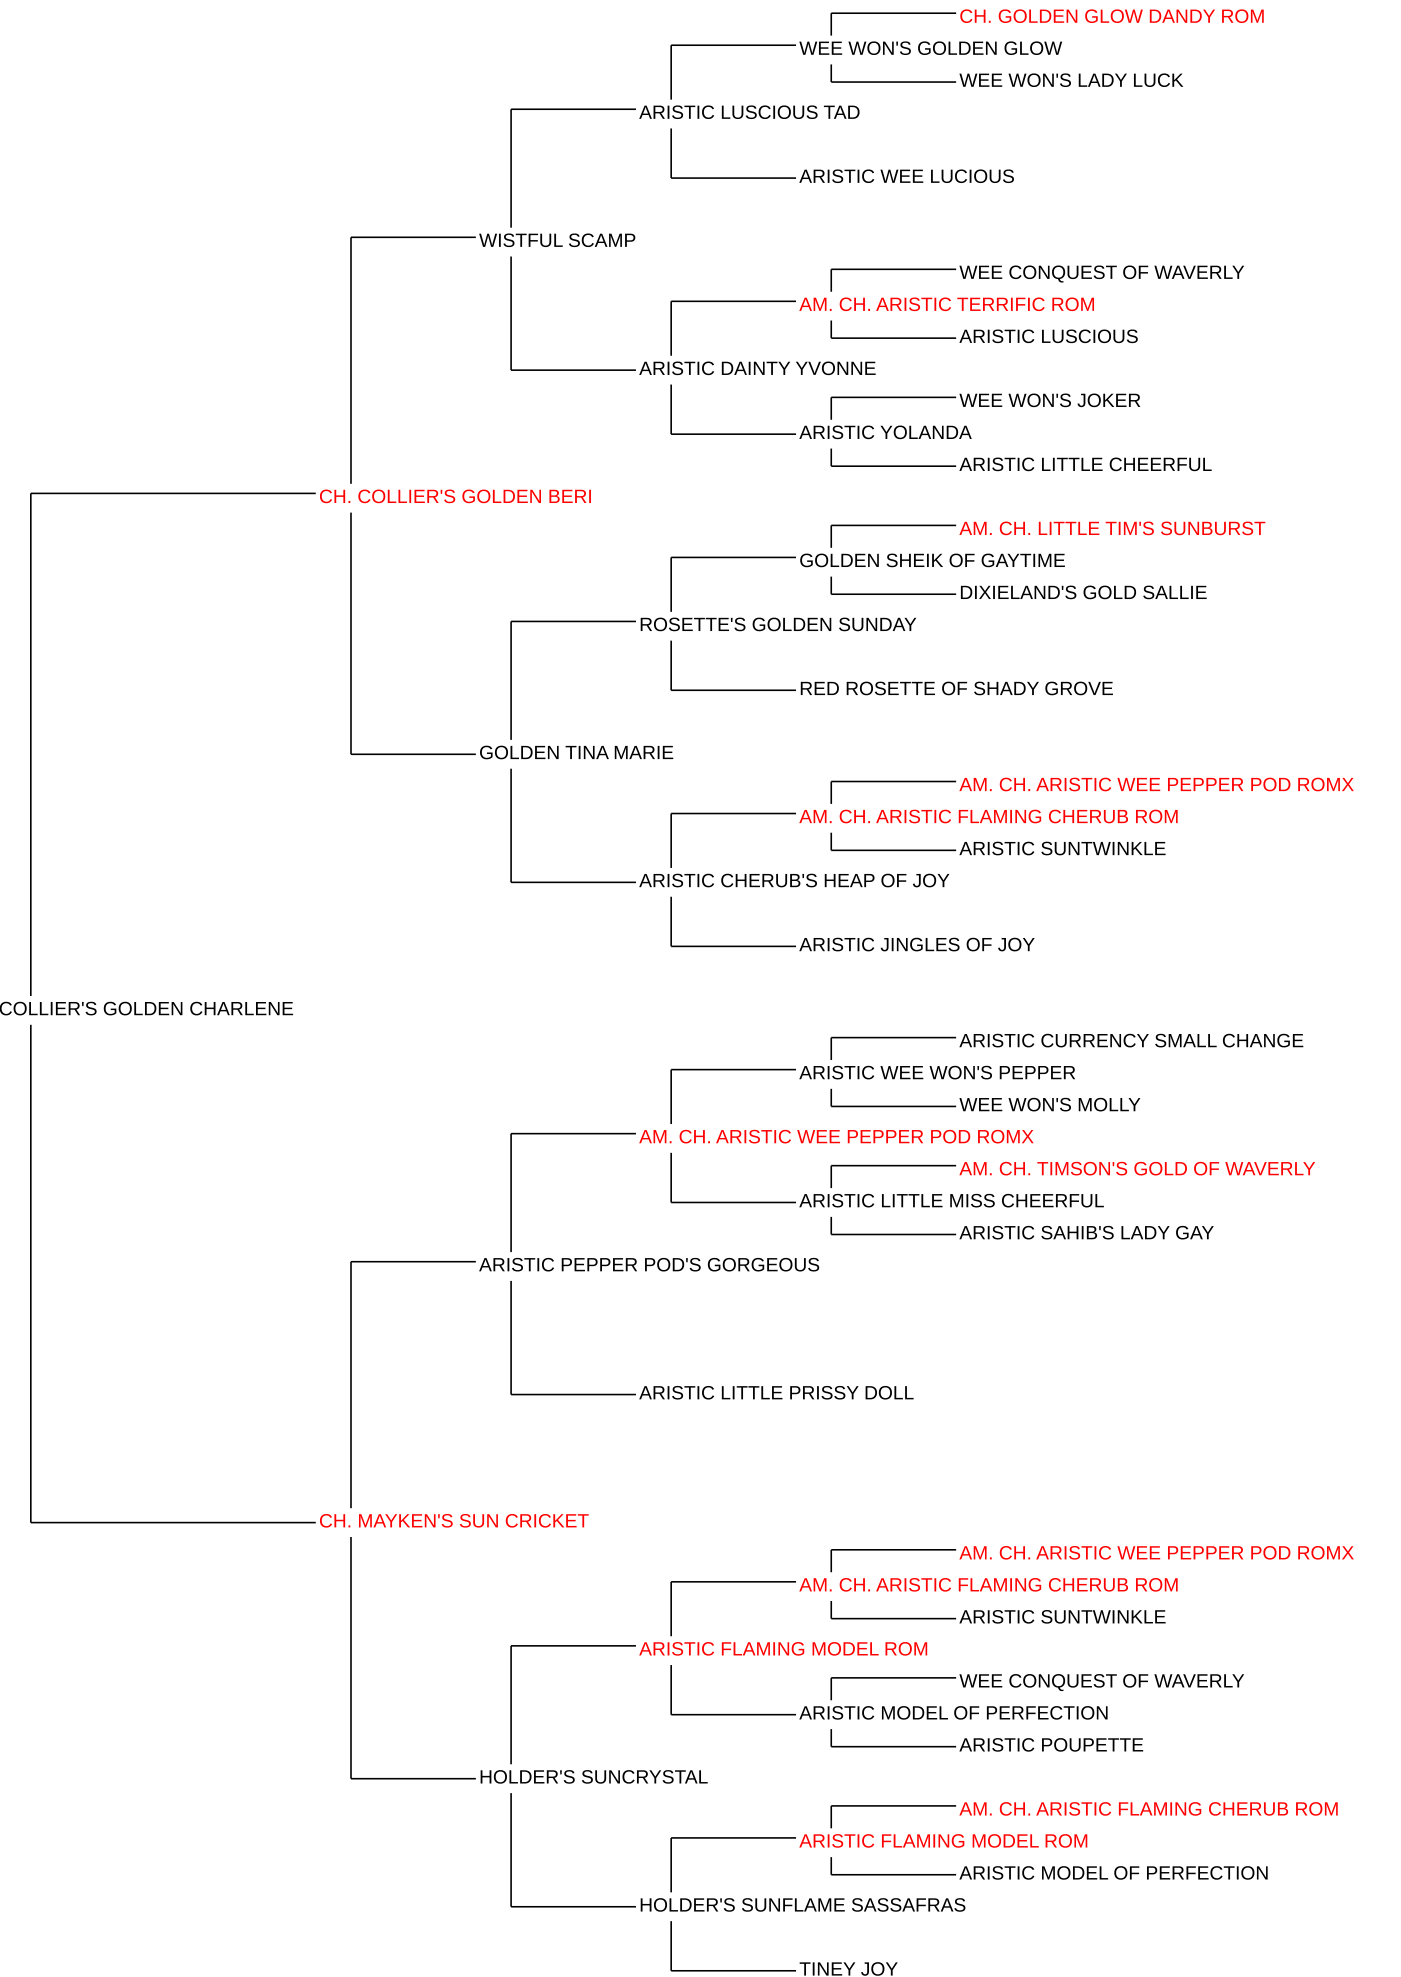 CH. GOLDEN GLOW DANDY ROM
WEE WON'S GOLDEN GLOW
WEE WON'S LADY LUCK
ARISTIC LUSCIOUS TAD
ARISTIC WEE LUCIOUS
WISTFUL SCAMP
WEE CONQUEST OF WAVERLY
AM. CH. ARISTIC TERRIFIC ROM
ARISTIC LUSCIOUS
ARISTIC DAINTY YVONNE
WEE WON'S JOKER
ARISTIC YOLANDA
ARISTIC LITTLE CHEERFUL
CH. COLLIER'S GOLDEN BERI
AM. CH. LITTLE TIM'S SUNBURST
GOLDEN SHEIK OF GAYTIME
DIXIELAND'S GOLD SALLIE
ROSETTE'S GOLDEN SUNDAY
RED ROSETTE OF SHADY GROVE
GOLDEN TINA MARIE
AM. CH. ARISTIC WEE PEPPER POD ROMX
AM. CH. ARISTIC FLAMING CHERUB ROM
ARISTIC SUNTWINKLE
ARISTIC CHERUB'S HEAP OF JOY
ARISTIC JINGLES OF JOY
COLLIER'S GOLDEN CHARLENE
ARISTIC CURRENCY SMALL CHANGE
ARISTIC WEE WON'S PEPPER
WEE WON'S MOLLY
AM. CH. ARISTIC WEE PEPPER POD ROMX
AM. CH. TIMSON'S GOLD OF WAVERLY
ARISTIC LITTLE MISS CHEERFUL
ARISTIC SAHIB'S LADY GAY
ARISTIC PEPPER POD'S GORGEOUS
ARISTIC LITTLE PRISSY DOLL
CH. MAYKEN'S SUN CRICKET
AM. CH. ARISTIC WEE PEPPER POD ROMX
AM. CH. ARISTIC FLAMING CHERUB ROM
ARISTIC SUNTWINKLE
ARISTIC FLAMING MODEL ROM
WEE CONQUEST OF WAVERLY
ARISTIC MODEL OF PERFECTION
ARISTIC POUPETTE
HOLDER'S SUNCRYSTAL
AM. CH. ARISTIC FLAMING CHERUB ROM
ARISTIC FLAMING MODEL ROM
ARISTIC MODEL OF PERFECTION
HOLDER'S SUNFLAME SASSAFRAS
TINEY JOY